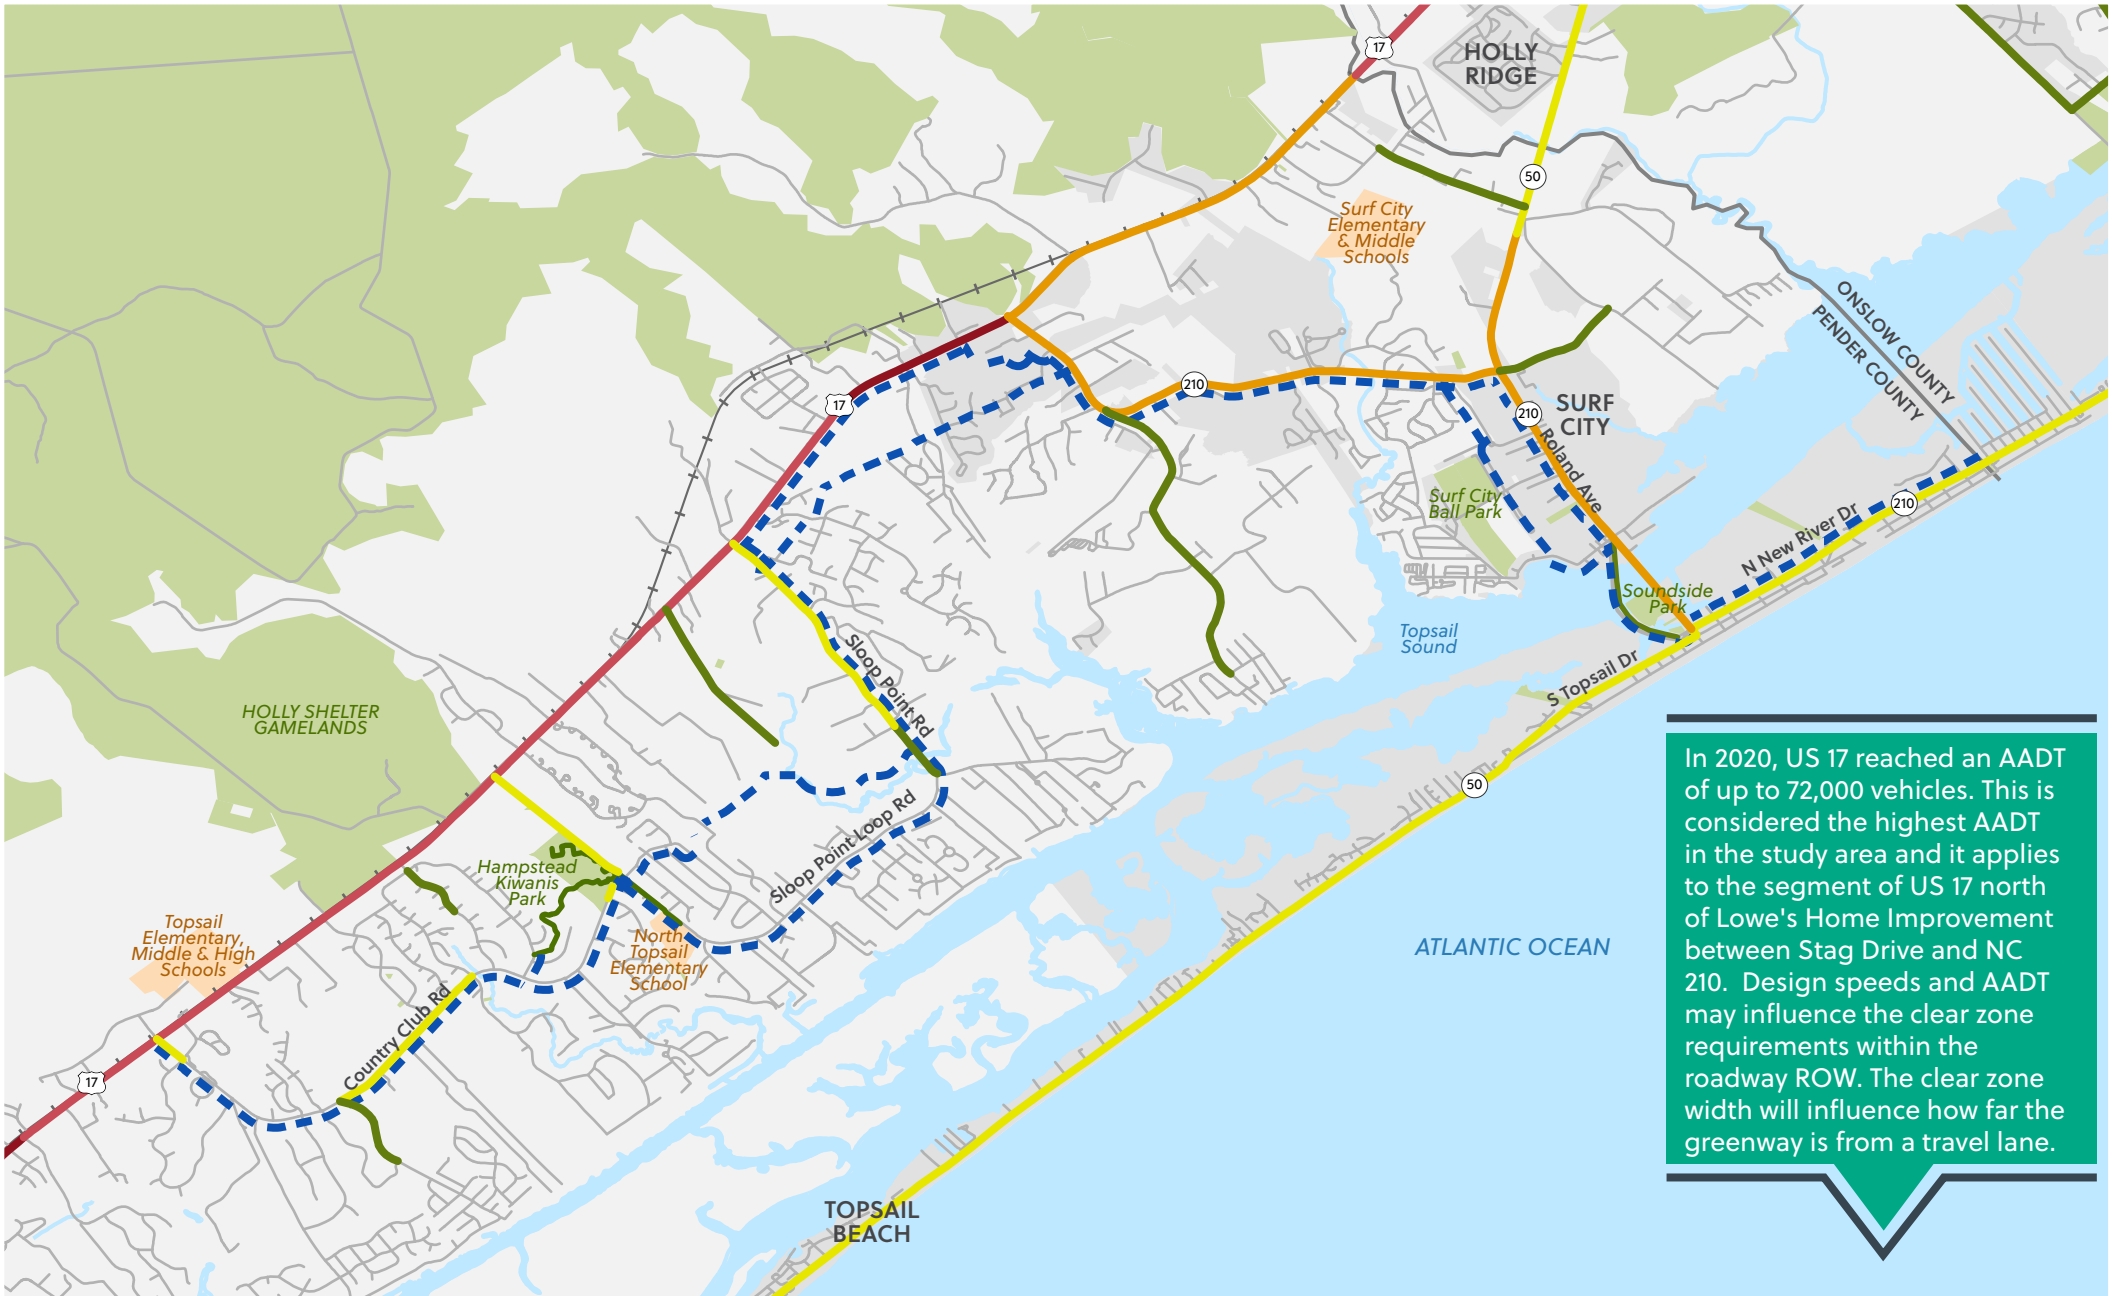 17
HOLLY
RIDGE
50
Surf City
Elementary
& Middle
Schools
ONSLOW COUNTY
PENDER COUNTY
17
210
210
SURF
CITY
Roland Ave
Surf City
Ball Park
210
N New River Dr
Soundside
Park
Topsail
Sound
S Topsail Dr
Sloop Point Rd
HOLLY SHELTER
GAMELANDS
50
Sloop Point Loop Rd
Hampstead
Kiwanis
Park
Topsail
Elementary,
Middle & High
Schools
North
Topsail
Elementary
School
ATLANTIC OCEAN
Country Club Rd
17
TOPSAIL
BEACH
In 2020, US 17 reached an AADT
of up to 72,000 vehicles. This is
considered the highest AADT
in the study area and it applies
to the segment of US 17 north
of Lowe's Home Improvement
between Stag Drive and NC
210.  Design speeds and AADT
may influence the clear zone
requirements within the
roadway ROW. The clear zone
width will influence how far the
greenway is from a travel lane.